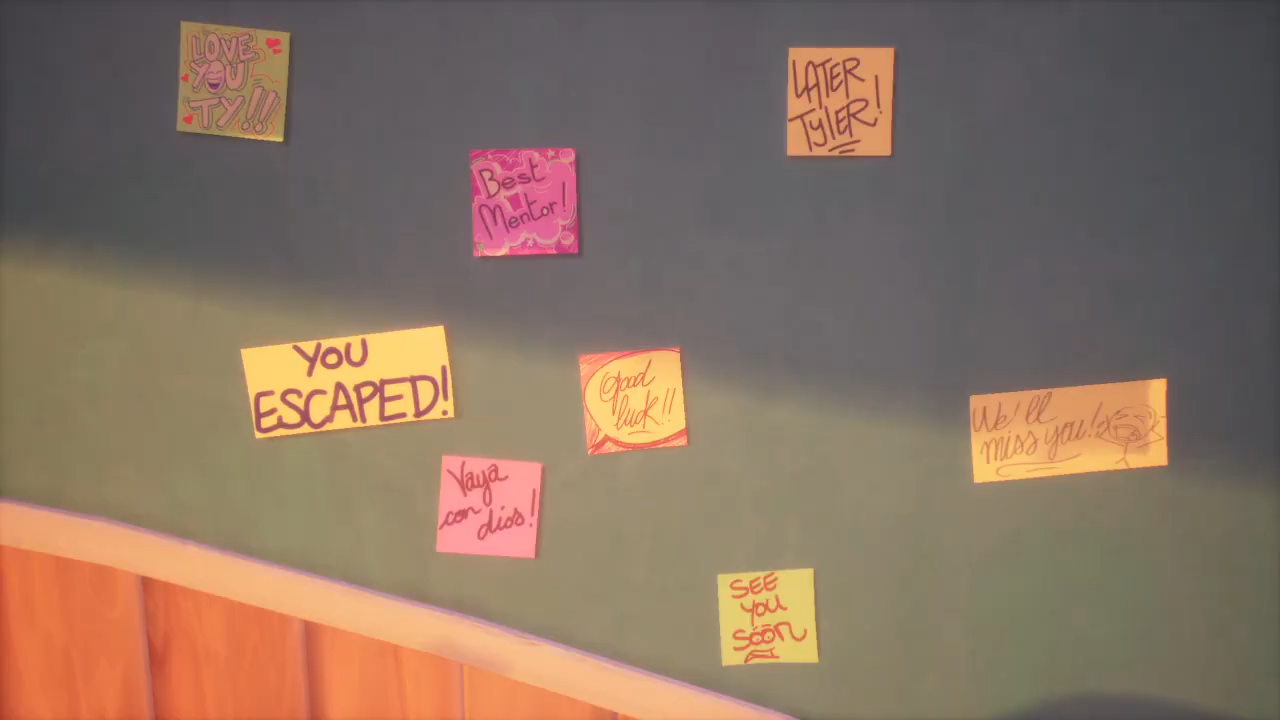 LOVE
YOU
TY!!!
LATER
TYLER!
Best
Mentor!
YOU
ESCAPED!
Good
luck!!
We'll
miss you!
Vaya
con
dios!
SEE
YOU
SOON